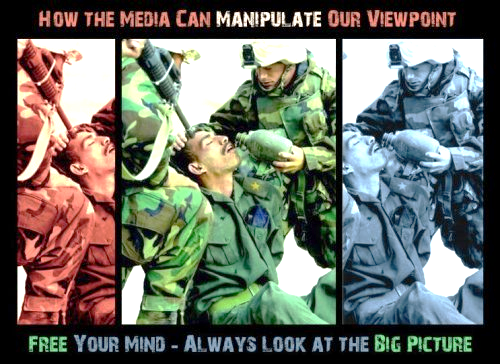 How the Media Can Manipulate Our Viewpoint
Free Your Mind - Always Look at the Big Picture